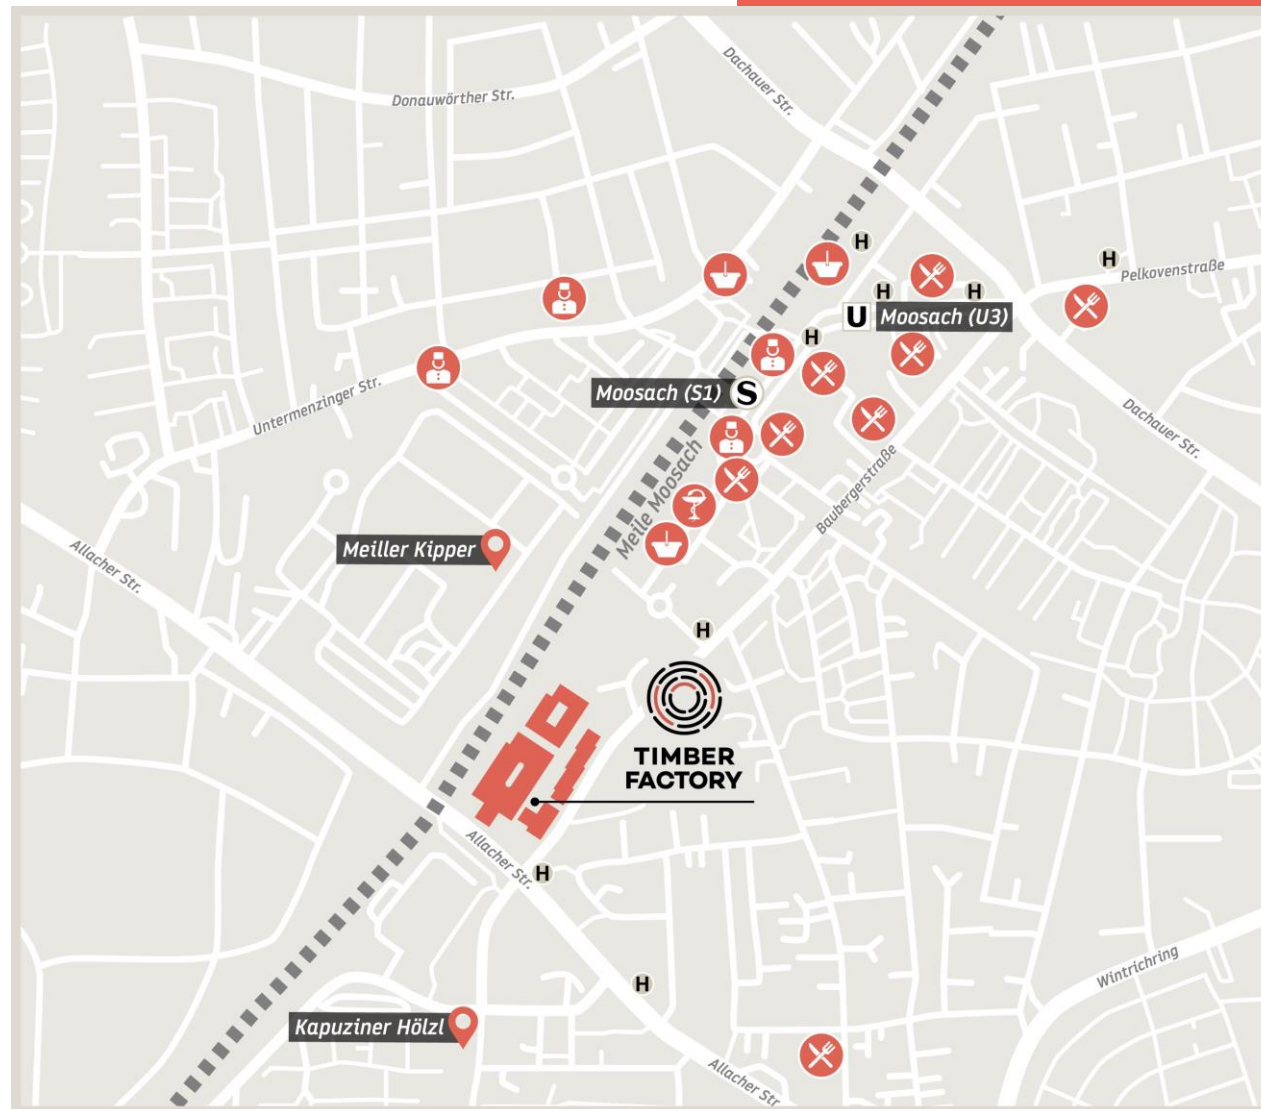 Dachauer Str.
Donauwörther Str.
H
H
Pelkovenstraße
H
H
U
Moosach (U3)
H
Moosach (S1)
S
Untermenzinger Str.
Dachauer Str.
Meile Moosach
Baubergerstraße
Meiller Kipper
Allacher Str.
H
TIMBER
FACTORY
Allacher Str.
H
Wintrichring
H
Kapuziner Hölzl
Allacher Str